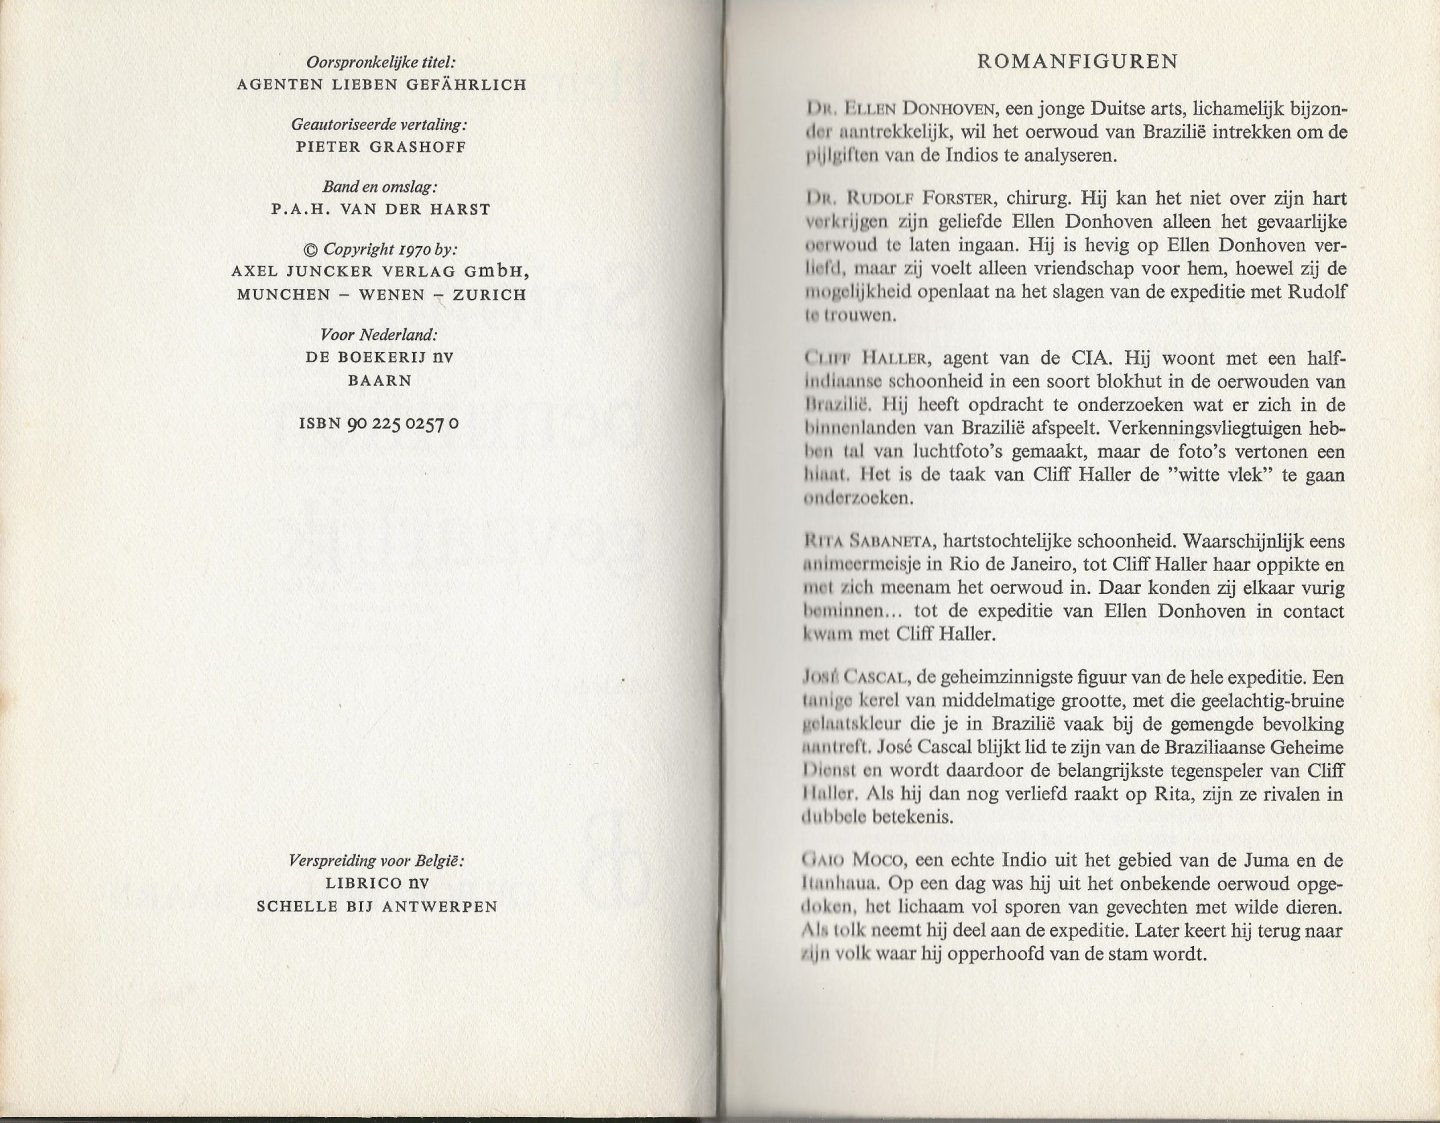 Oorspronkelijke titel:
AGENTEN LIEBEN GEFÄHRLICH
Geautoriseerde vertaling:
PIETER GRASHOFF
Band en omslag:
P.A.H. VAN DER HARST
© Copyright 1970 by:
AXEL JUNCKER VERLAG GmbH,
MUNCHEN – WENEN – ZURICH
Voor Nederland:
DE BOEKERIJ nv
BAARN
ISBN 90 225 0257 0
Verspreiding voor België:
LIBRICO nv
SCHELLE BIJ ANTWERPEN
ROMANFIGUREN
DR. ELLEN DONHOVEN, een jonge Duitse arts, lichamelijk bijzon-
der aantrekkelijk, wil het oerwoud van Brazilië intrekken om de
pijlgiften van de Indios te analyseren.
DR. RUDOLF FORSTER, chirurg. Hij kan het niet over zijn hart
verkrijgen zijn geliefde Ellen Donhoven alleen het gevaarlijke
oerwoud te laten ingaan. Hij is hevig op Ellen Donhoven ver-
liefd, maar zij voelt alleen vriendschap voor hem, hoewel zij de
mogelijkheid openlaat na het slagen van de expeditie met Rudolf
te trouwen.
CLIFF HALLER, agent van de CIA. Hij woont met een half-
indiaanse schoonheid in een soort blokhut in de oerwouden van
Brazilië. Hij heeft opdracht te onderzoeken wat er zich in de
binnenlanden van Brazilië afspeelt. Verkenningsvliegtuigen heb-
ben tal van luchtfoto's gemaakt, maar de foto's vertonen een
hiaat. Het is de taak van Cliff Haller de ”witte vlek” te gaan
onderzoeken.
RITA SABANETA, hartstochtelijke schoonheid. Waarschijnlijk eens
animeermeisje in Rio de Janeiro, tot Cliff Haller haar oppikte en
met zich meenam het oerwoud in. Daar konden zij elkaar vurig
beminnen... tot de expeditie van Ellen Donhoven in contact
kwam met Cliff Haller.
JOSÉ CASCAL, de geheimzinnigste figuur van de hele expeditie. Een
tanige kerel van middelmatige grootte, met die geelachtig-bruine
gelaatskleur die je in Brazilië vaak bij de gemengde bevolking
aantreft. José Cascal blijkt lid te zijn van de Braziliaanse Geheime
Dienst en wordt daardoor de belangrijkste tegenspeler van Cliff
Haller. Als hij dan nog verliefd raakt op Rita, zijn ze rivalen in
dubbele betekenis.
GAIO MOCO, een echte Indio uit het gebied van de Juma en de
Itanhaua. Op een dag was hij uit het onbekende oerwoud opge-
doken, het lichaam vol sporen van gevechten met wilde dieren.
Als tolk neemt hij deel aan de expeditie. Later keert hij terug naar
zijn volk waar hij opperhoofd van de stam wordt.